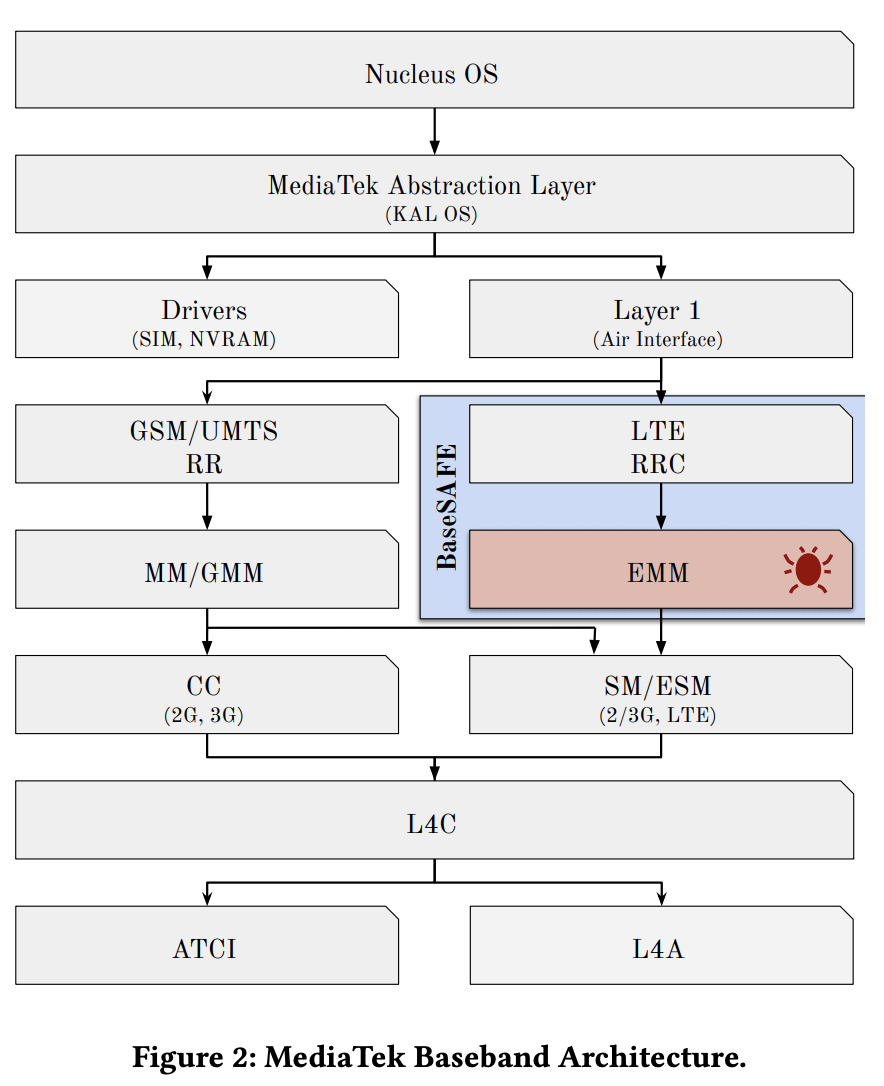 Nucleus OS
MediaTek Abstraction Layer
(KAL OS)
Drivers
(SIM, NVRAM)
Layer 1
(Air Interface)
GSM/UMTS
RR
BaseSAFE
LTE
RRC
MM/GMM
EMM
CC
(2G, 3G)
SM/ESM
(2/3G, LTE)
L4C
ATCI
L4A
Figure 2: MediaTek Baseband Architecture.